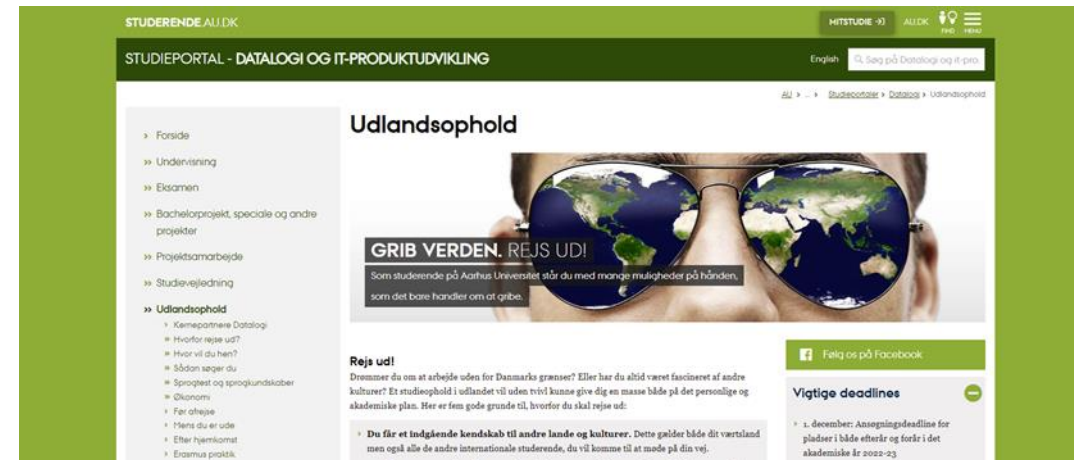 STUDERENDE.AU.DK
MITSTUDIE
AU.DK
FIND
MENU
STUDIEPORTAL - DATALOGI OG IT-PRODUKTUDVIKLING
English
Søg på Datalogi og it-pro.
AU > .. > Studieportaler > Datalogi > Udlandsophold
Forside
Undervisning
Eksamen
Bachelorprojekt, speciale og andre
projekter
Projektsamarbejde
Studievejledning
Udlandsophold
Kernepartnere Datalogi
Hvorfor rejse ud?
Hvor vil du hen?
Sådan søger du
Sprogtest og sprogkundskaber
Økonomi
Før afrejse
Mens du er ude
Efter hjemkomst
Erasmus praktik
Udlandsophold
GRIB VERDEN. REJS UD!
Som studerende på Aarhus Universitet står du med mange muligheder på hånden,
som det bare handler om at gribe.
Rejs ud!
Drømmer du om at arbejde uden for Danmarks grænser? Eller har du altid været fascineret af andre
kulturer? Et studieophold i udlandet vil uden tvivl kunne give dig en masse både på det personlige og
akademiske plan. Her er fem gode grunde til, hvorfor du skal rejse ud:
Du får et indgående kendskab til andre lande og kulturer. Dette gælder både dit værtsland
men også alle de andre internationale studerende, du vil komme til at møde på din vej.
Følg os på Facebook
Vigtige deadlines
1. december: Ansøgningsdeadline for
pladser i både efterår og forår i det
akademiske år 2022-23